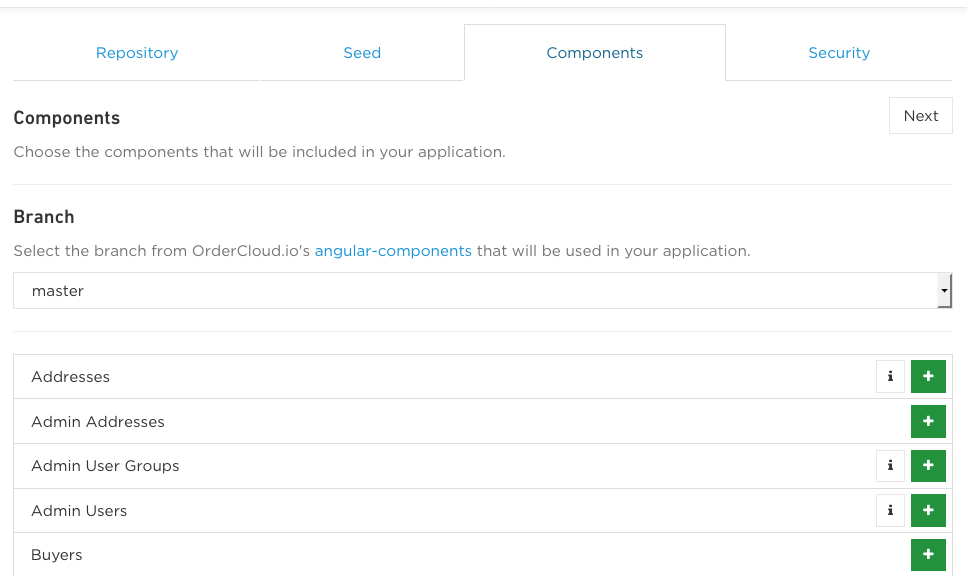 Repository Seed Components Security
Components Next
Choose the components that will be included in your application.
Branch
Select the branch from OrderCloud.io's angular-components that will be used in your application.
master
Addresses i +
Admin Addresses +
Admin User Groups i +
Admin Users i +
Buyers +